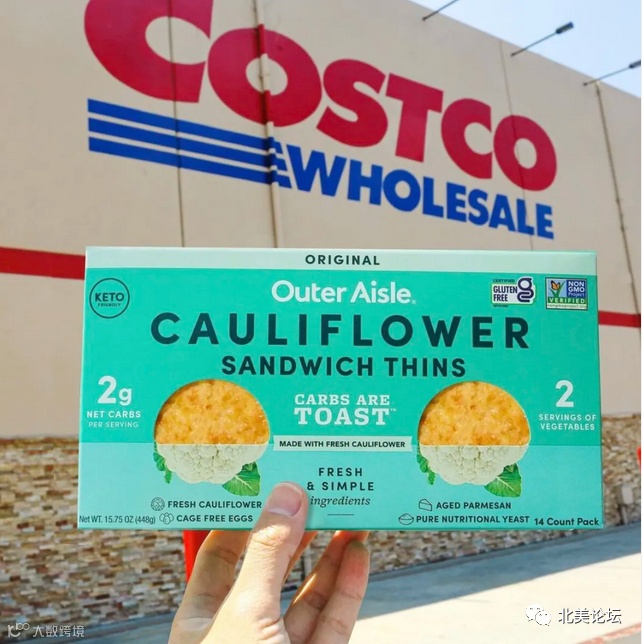 COSTCO
WHOLESALE
ORIGINAL
KETO
FRIENDLY
Outer Aisle
CERTIFIED
GLUTEN
FREE
NON
GMO
Project
VERIFIED
CAULIFLOWER
SANDWICH THINS
2g
NET CARBS
PER SERVING
CARBS ARE
TOAST™
2
SERVINGS OF
VEGETABLES
MADE WITH FRESH CAULIFLOWER
FRESH
& SIMPLE
ingredients
FRESH CAULIFLOWER
AGED PARMESAN
NET WT. 15.75 OZ (448g)
CAGE FREE EGGS
PURE NUTRITIONAL YEAST
14 Count Pack
大数跨境
北美论坛